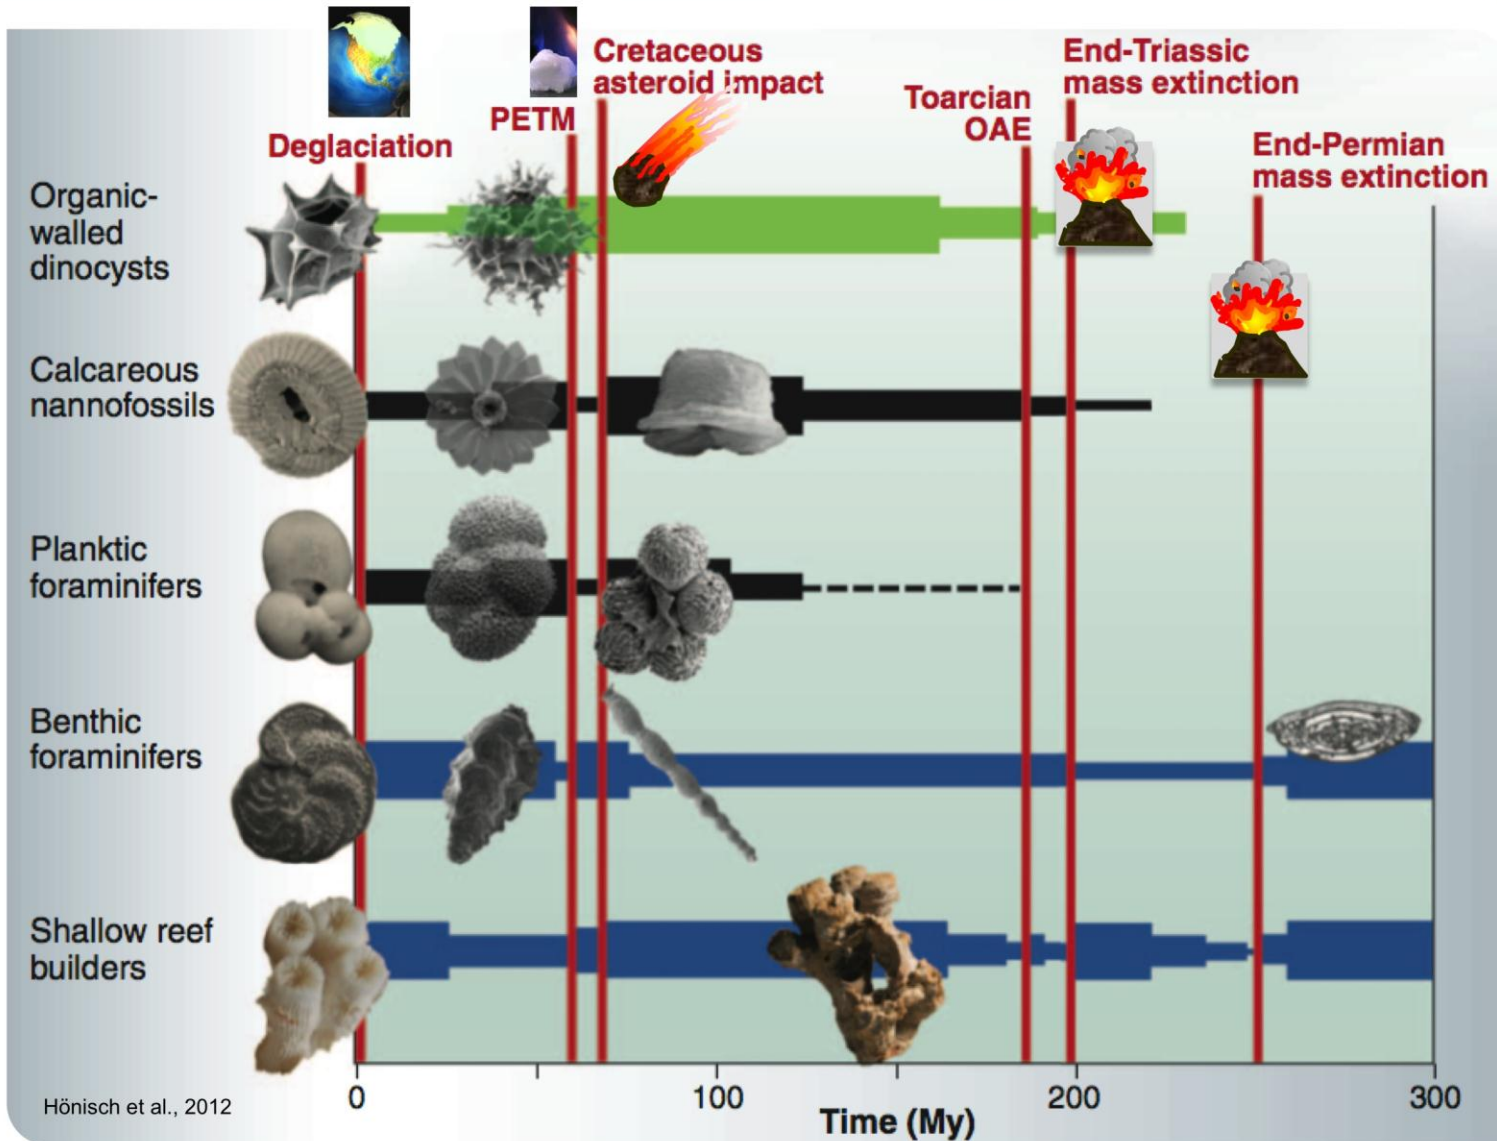 Cretaceous
asteroid impact
End-Triassic
mass extinction
Toarcian
OAE
PETM
Deglaciation
End-Permian
mass extinction
Organic-
walled
dinocysts
Calcareous
nannofossils
Planktic
foraminifers
Benthic
foraminifers
Shallow reef
builders
0
100
200
300
Time (My)
Hönisch et al., 2012